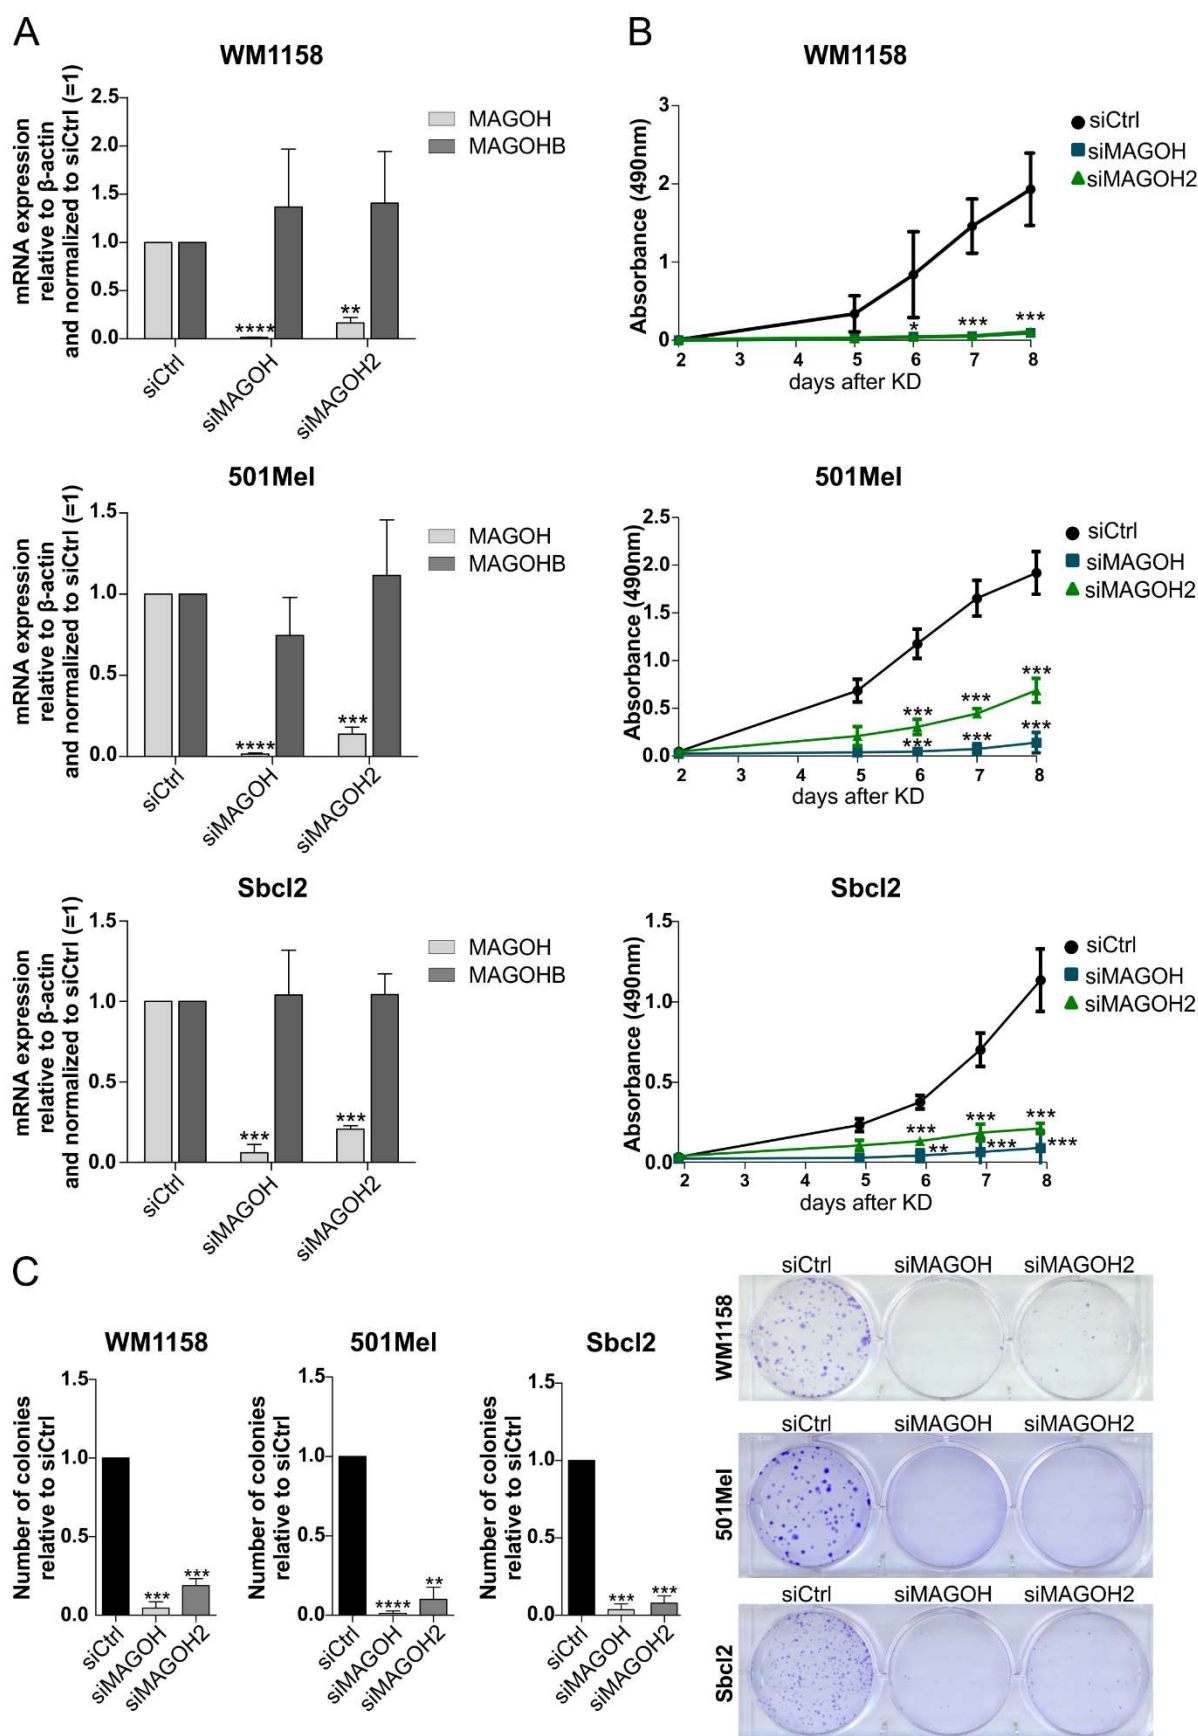 A
WM1158
mRNA expression
relative to β-actin
and normalized to siCtrl (=1)
2.5
2.0
1.5
1.0
0.5
0.0
****
**
MAGOH
MAGOHB
siCtrl
siMAGOH
siMAGOH2
B
WM1158
Absorbance (490nm)
3
2
1
0
*
***
***
2 3 4 5 6 7 8
days after KD
siCtrl
siMAGOH
siMAGOH2
501Mel
mRNA expression
relative to β-actin
and normalized to siCtrl (=1)
1.5
1.0
0.5
0.0
****
***
MAGOH
MAGOHB
siCtrl
siMAGOH
siMAGOH2
501Mel
Absorbance (490nm)
2.5
2.0
1.5
1.0
0.5
0.0
***
***
***
***
***
***
2 3 4 5 6 7 8
days after KD
siCtrl
siMAGOH
siMAGOH2
Sbcl2
mRNA expression
relative to β-actin
and normalized to siCtrl (=1)
1.5
1.0
0.5
0.0
***
***
MAGOH
MAGOHB
siCtrl
siMAGOH
siMAGOH2
Sbcl2
Absorbance (490nm)
1.5
1.0
0.5
0.0
***
***
***
**
***
***
2 3 4 5 6 7 8
days after KD
siCtrl
siMAGOH
siMAGOH2
C
WM1158
Number of colonies
relative to siCtrl
1.5
1.0
0.5
0.0
***
***
siCtrl
siMAGOH
siMAGOH2
501Mel
Number of colonies
relative to siCtrl
1.5
1.0
0.5
0.0
****
**
siCtrl
siMAGOH
siMAGOH2
Sbcl2
Number of colonies
relative to siCtrl
1.5
1.0
0.5
0.0
***
***
siCtrl
siMAGOH
siMAGOH2
siCtrl siMAGOH siMAGOH2
WM1158
siCtrl siMAGOH siMAGOH2
501Mel
siCtrl siMAGOH siMAGOH2
Sbcl2